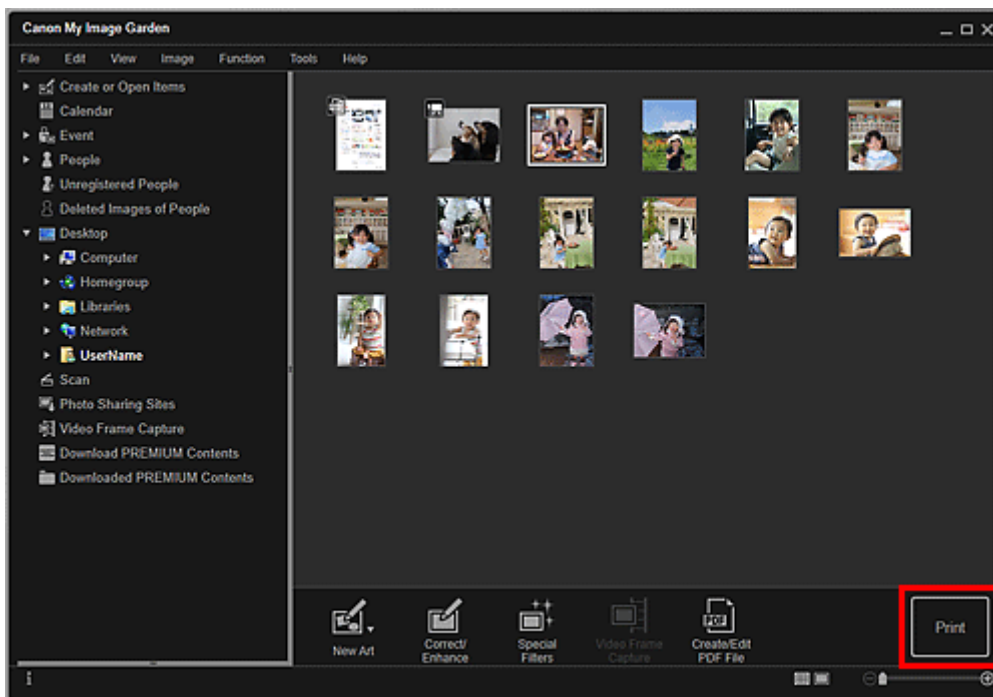 Canon My Image Garden
File Edit View Image Function Tools Help
Create or Open Items
Calendar
Event
People
Unregistered People
Deleted Images of People
Desktop
Computer
Homegroup
Libraries
Network
UserName
Scan
Photo Sharing Sites
Video Frame Capture
Download PREMIUM Contents
Downloaded PREMIUM Contents
New Art
Correct/
Enhance
Special
Filters
Video Frame
Capture
PDF
Create/Edit
PDF File
Print